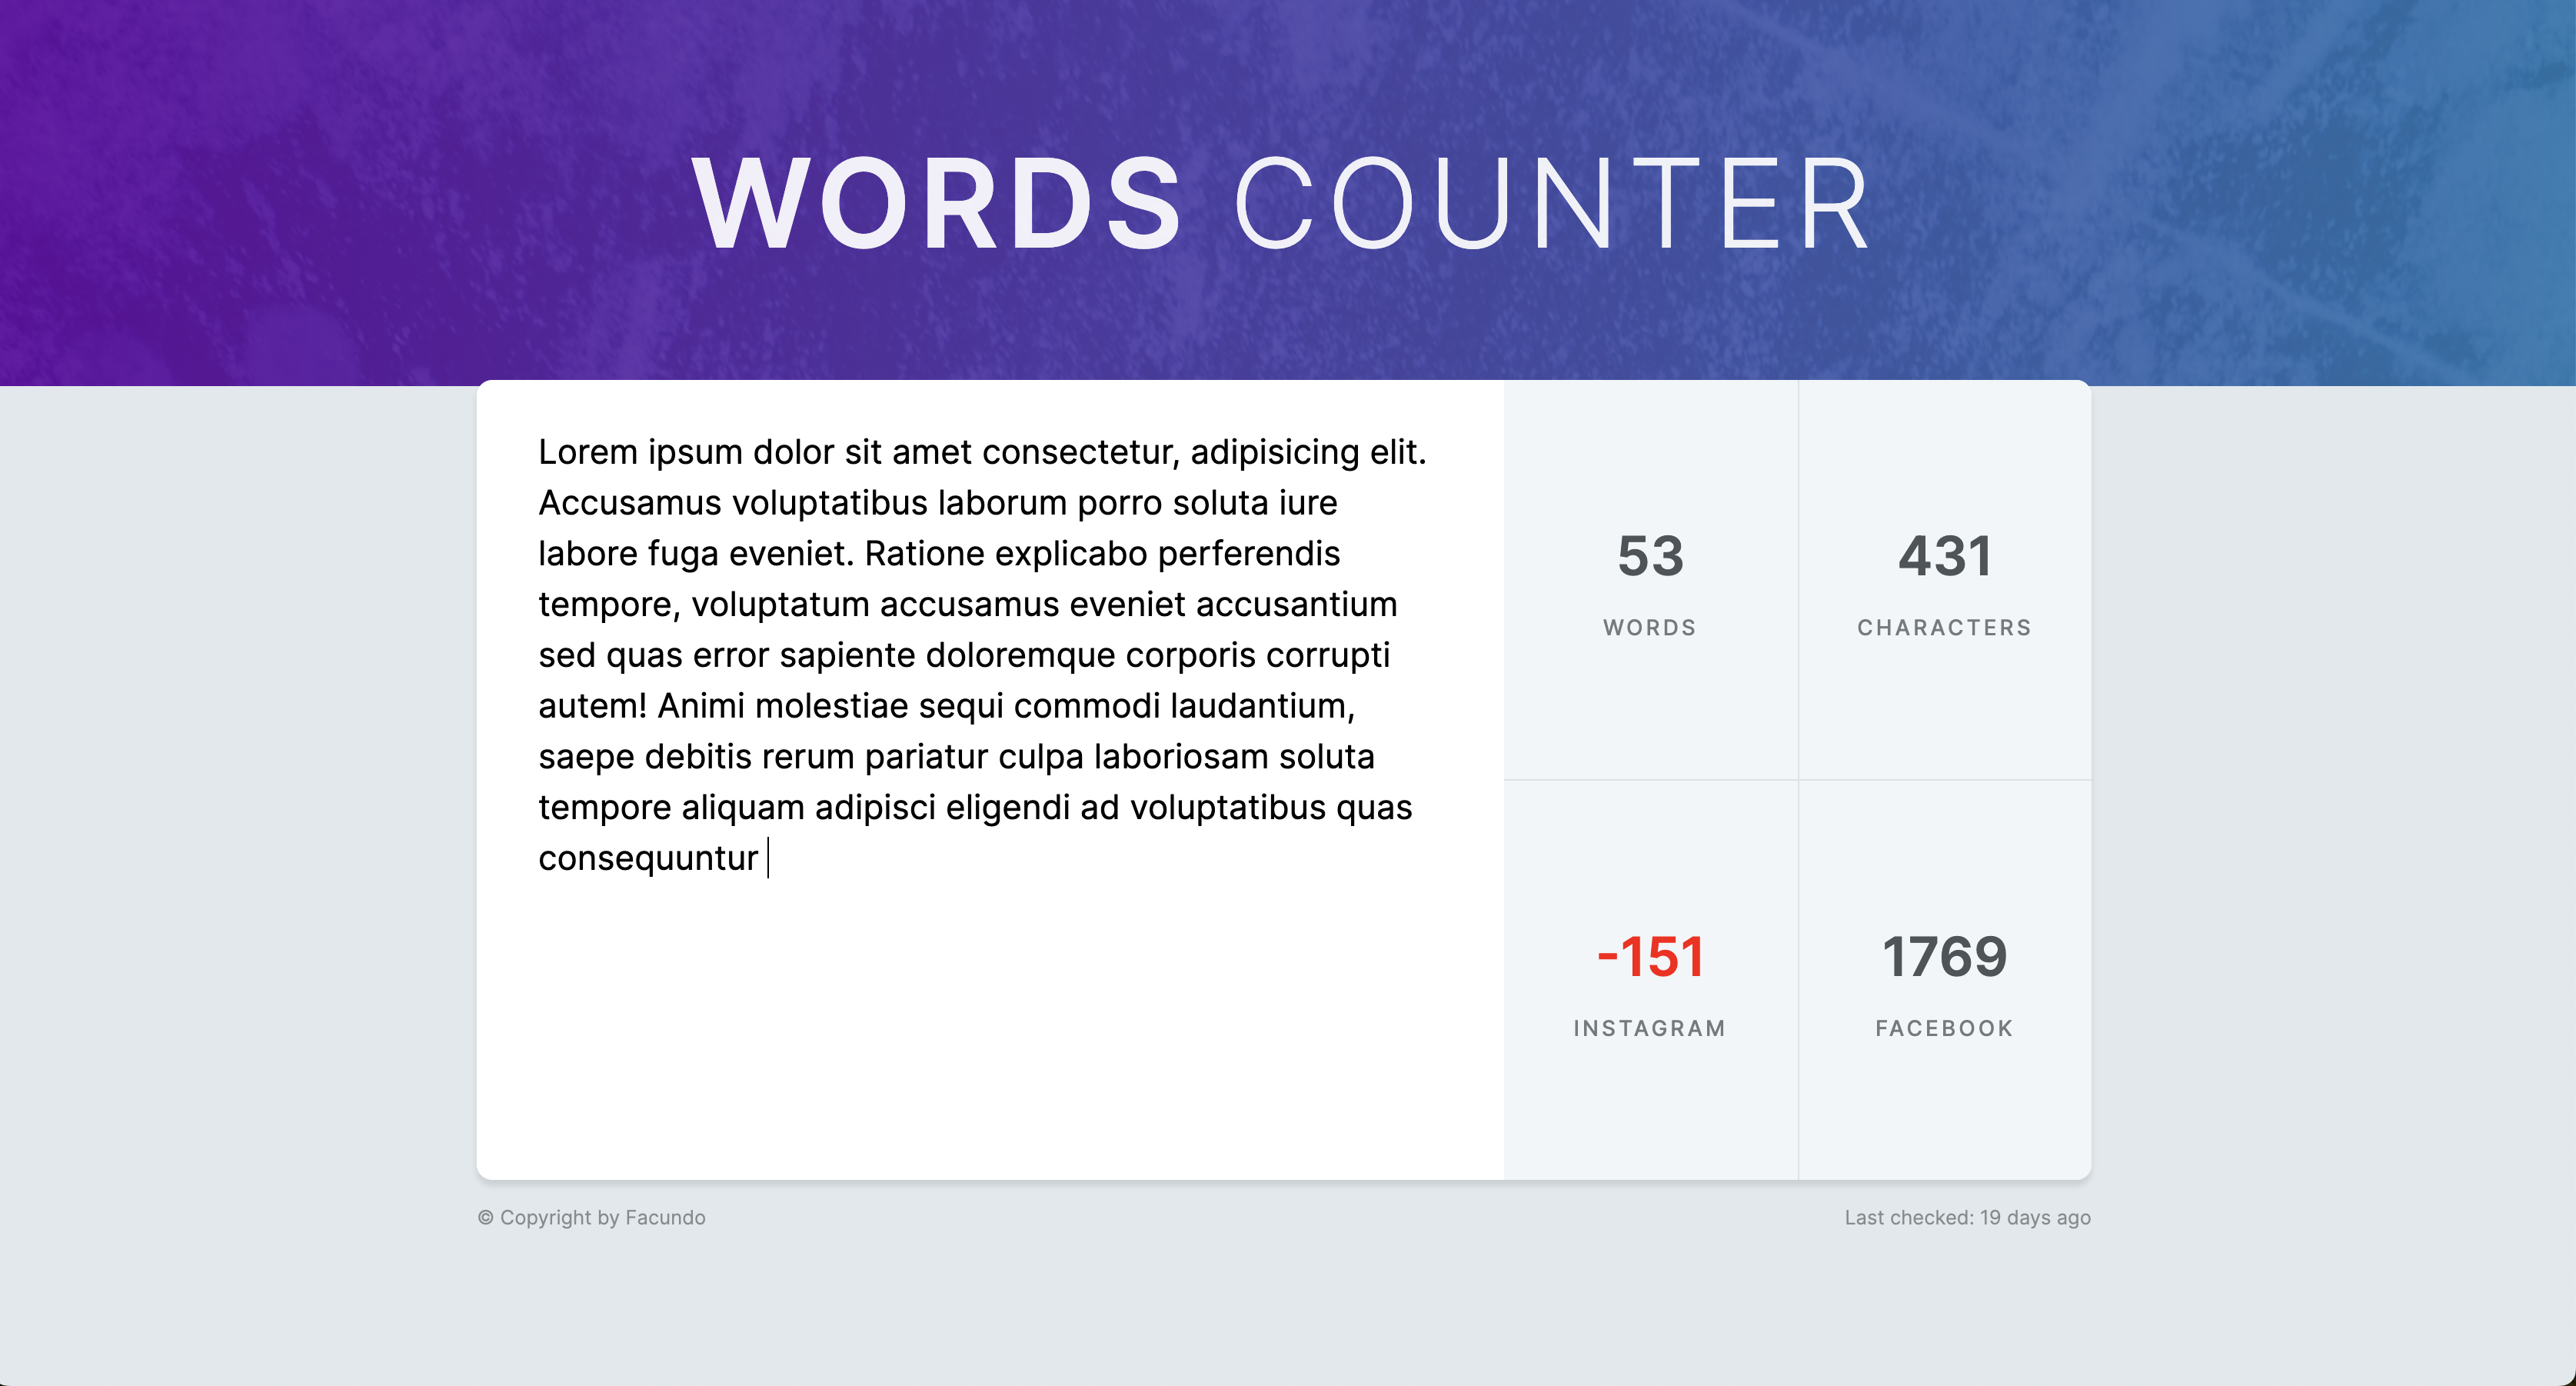 WORDS COUNTER
Lorem ipsum dolor sit amet consectetur, adipisicing elit.
Accusamus voluptatibus laborum porro soluta iure
labore fuga eveniet. Ratione explicabo perferendis
tempore, voluptatum accusamus eveniet accusantium
sed quas error sapiente doloremque corporis corrupti
autem! Animi molestiae sequi commodi laudantium,
saepe debitis rerum pariatur culpa laboriosam soluta
tempore aliquam adipisci eligendi ad voluptatibus quas
consequuntur
53
WORDS
431
CHARACTERS
-151
INSTAGRAM
1769
FACEBOOK
© Copyright by Facundo
Last checked: 19 days ago